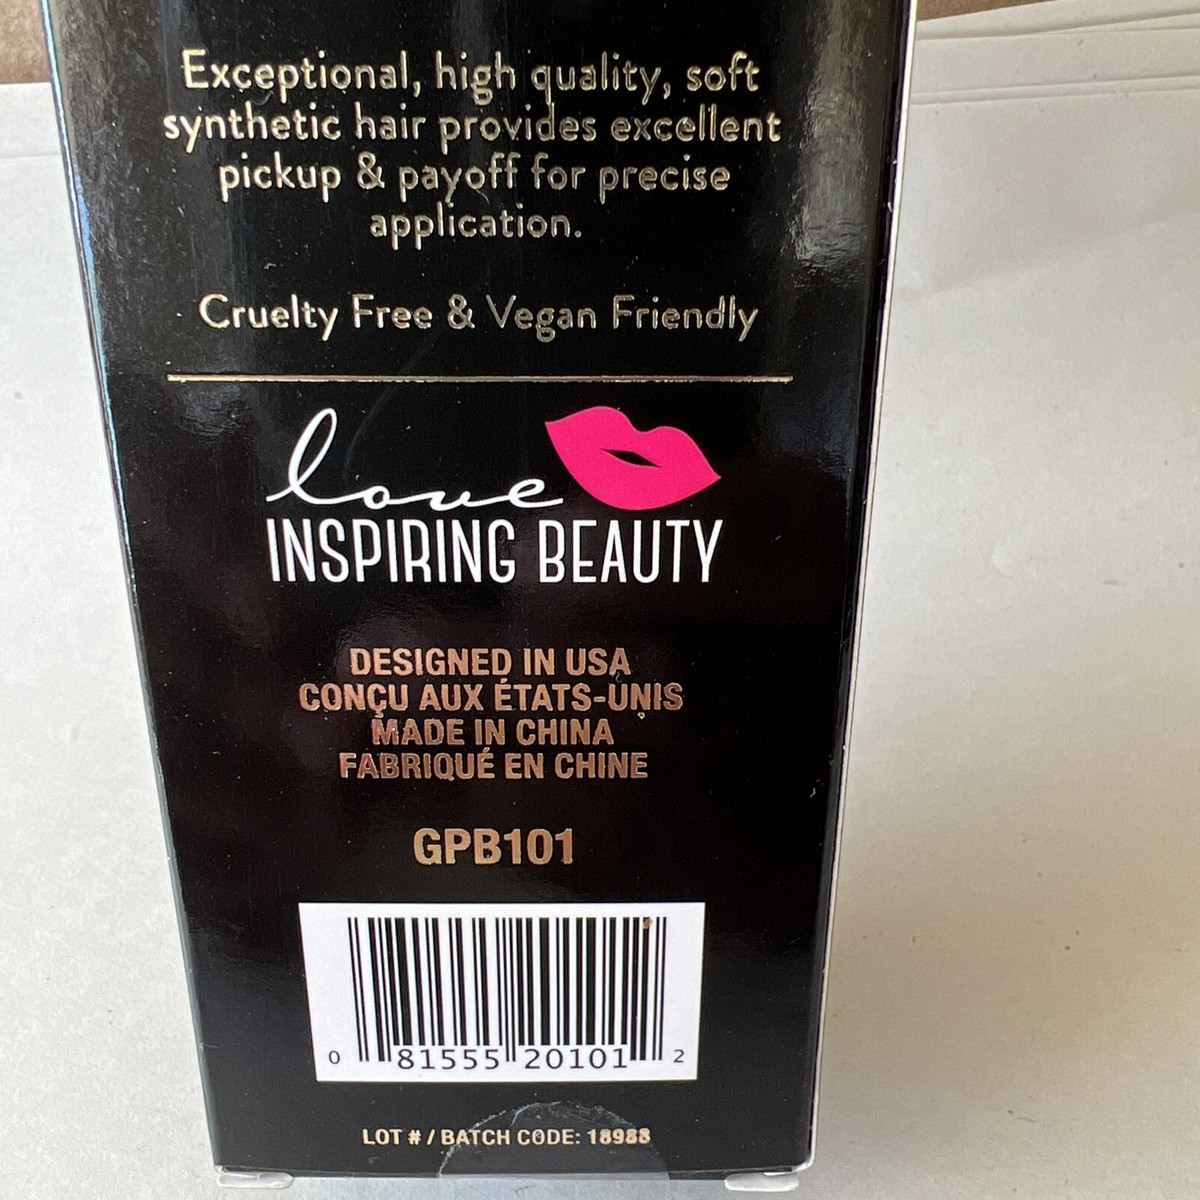 Exceptional, high quality, soft
synthetic hair provides excellent
pickup & payoff for precise
application.
Cruelty Free & Vegan Friendly
love
INSPIRING BEAUTY
DESIGNED IN USA
CONÇU AUX ÉTATS-UNIS
MADE IN CHINA
FABRIQUÉ EN CHINE
GPB101
0 81555 20101 2
LOT # / BATCH CODE: 18988